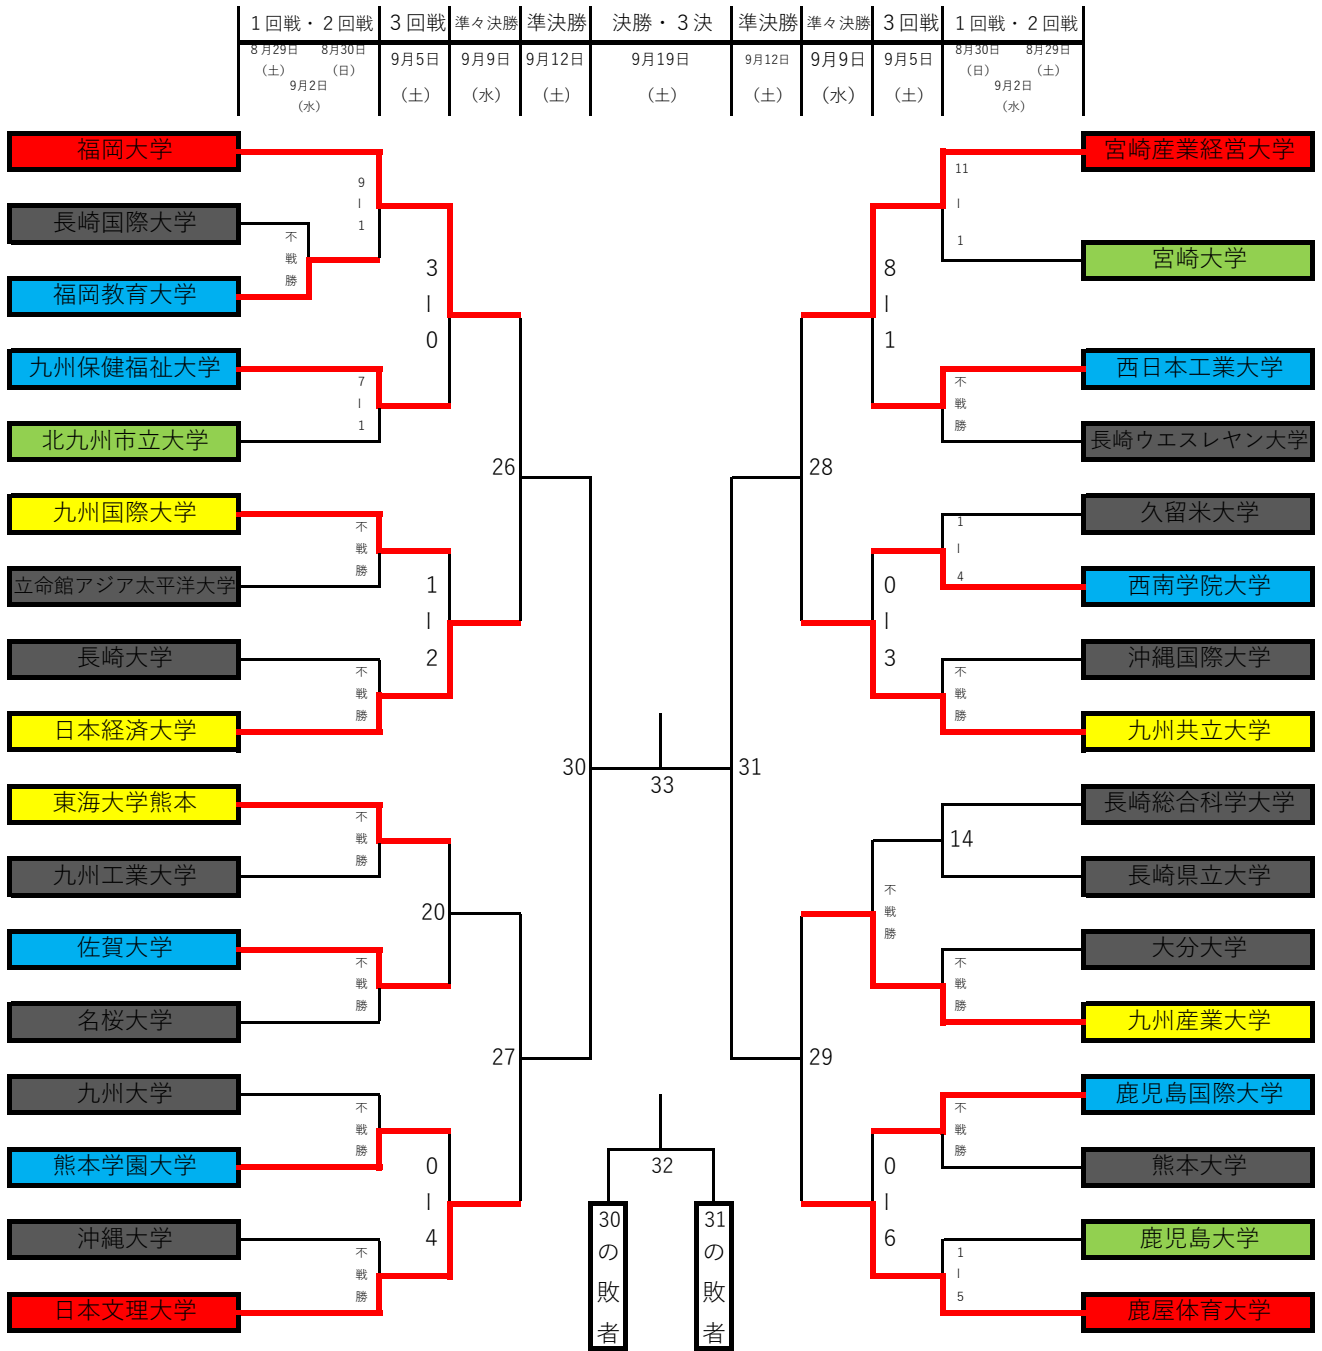 １回戦・２回戦 ３回戦 準々決勝 準決勝 決勝・３決 準決勝 準々決勝 ３回戦 １回戦・２回戦
8月29日 8月30日 9月5日 9月9日 9月12日 9月19日 9月12日 9月9日 9月5日 8月30日 8月29日
（土） （日） （日） （土）
9月2日 9月2日
（水） （土） （水） （土） （土） （土） （水） （土） （水）
福岡大学
長崎国際大学
福岡教育大学
九州保健福祉大学
北九州市立大学
九州国際大学
立命館アジア太平洋大学
長崎大学
日本経済大学
東海大学熊本
九州工業大学
佐賀大学
名桜大学
九州大学
熊本学園大学
沖縄大学
日本文理大学
9｜1
不戦勝
7｜1
不戦勝
不戦勝
不戦勝
不戦勝
不戦勝
不戦勝
3｜0
1｜2
20
0｜4
26
27
30
33
32
30の敗者
31の敗者
31
28
29
8｜1
0｜3
不戦勝
0｜6
11｜1
不戦勝
1｜4
不戦勝
14
不戦勝
不戦勝
1｜5
宮崎産業経営大学
宮崎大学
西日本工業大学
長崎ウエスレヤン大学
久留米大学
西南学院大学
沖縄国際大学
九州共立大学
長崎総合科学大学
長崎県立大学
大分大学
九州産業大学
鹿児島国際大学
熊本大学
鹿児島大学
鹿屋体育大学